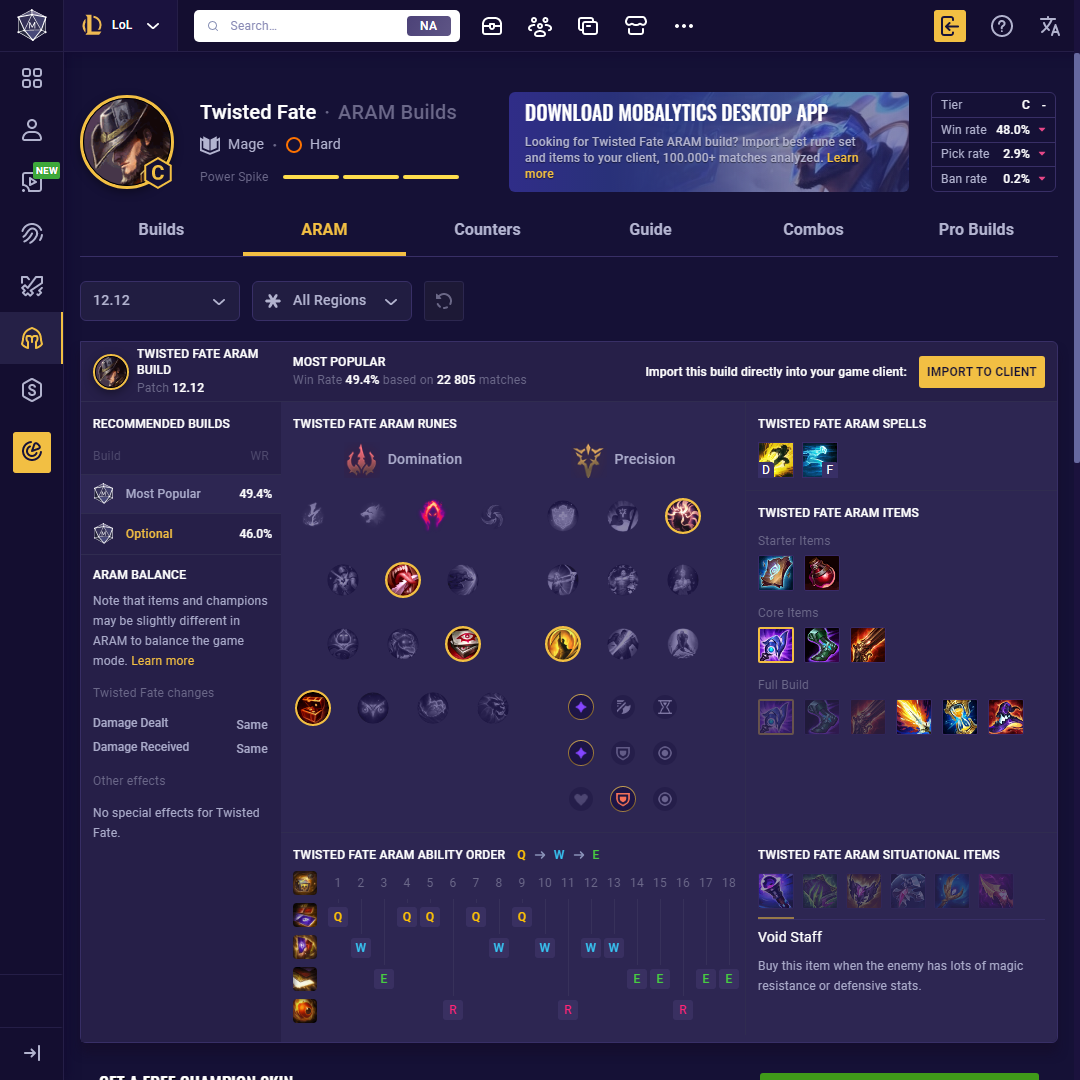 LoL
Search...
NA
NEW
Twisted Fate · ARAM Builds
Mage · Hard
Power Spike
C
DOWNLOAD MOBALYTICS DESKTOP APP
Looking for Twisted Fate ARAM build? Import best rune set
and items to your client, 100.000+ matches analyzed. Learn
more
Tier C -
Win rate 48.0%
Pick rate 2.9%
Ban rate 0.2%
Builds
ARAM
Counters
Guide
Combos
Pro Builds
12.12
All Regions
TWISTED FATE ARAM
BUILD
Patch 12.12
MOST POPULAR
Win Rate 49.4% based on 22 805 matches
Import this build directly into your game client:
IMPORT TO CLIENT
RECOMMENDED BUILDS
Build WR
Most Popular 49.4%
Optional 46.0%
ARAM BALANCE
Note that items and champions
may be slightly different in
ARAM to balance the game
mode. Learn more
Twisted Fate changes
Damage Dealt Same
Damage Received Same
Other effects
No special effects for Twisted
Fate.
TWISTED FATE ARAM RUNES
Domination
Precision
TWISTED FATE ARAM SPELLS
D F
TWISTED FATE ARAM ITEMS
Starter Items
Core Items
Full Build
TWISTED FATE ARAM ABILITY ORDER Q → W → E
1 2 3 4 5 6 7 8 9 10 11 12 13 14 15 16 17 18
Q Q Q Q Q
W W W W W
E E E E E
R R R
TWISTED FATE ARAM SITUATIONAL ITEMS
Void Staff
Buy this item when the enemy has lots of magic
resistance or defensive stats.
GET A FREE CHAMPION SKIN